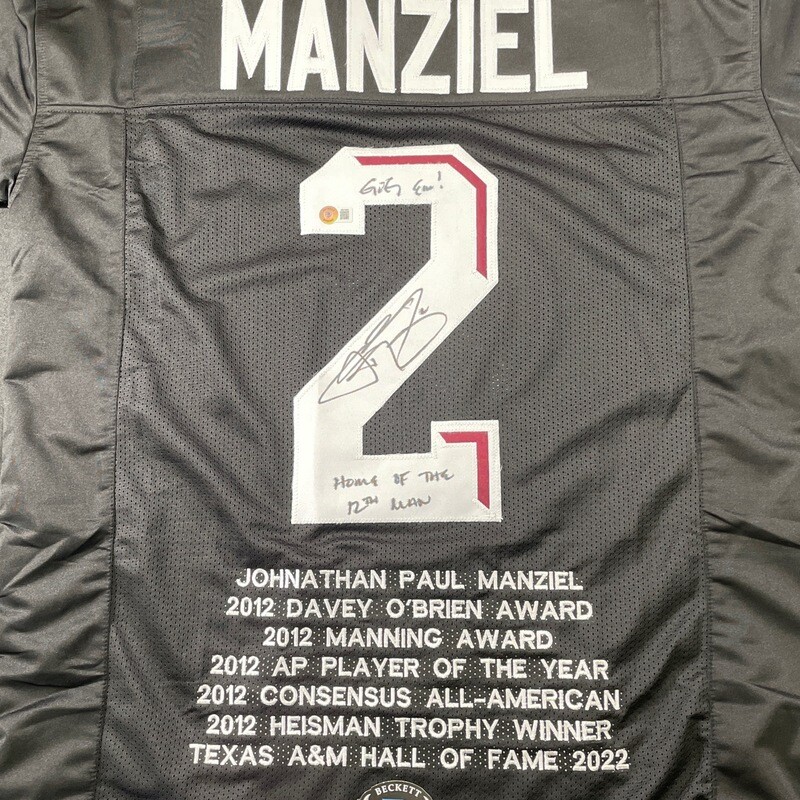 MANZIEL
GIG EM!
HOME OF THE
12TH MAN
JOHNATHAN PAUL MANZIEL
2012 DAVEY O'BRIEN AWARD
2012 MANNING AWARD
2012 AP PLAYER OF THE YEAR
2012 CONSENSUS ALL-AMERICAN
2012 HEISMAN TROPHY WINNER
TEXAS A&M HALL OF FAME 2022
BECKETT